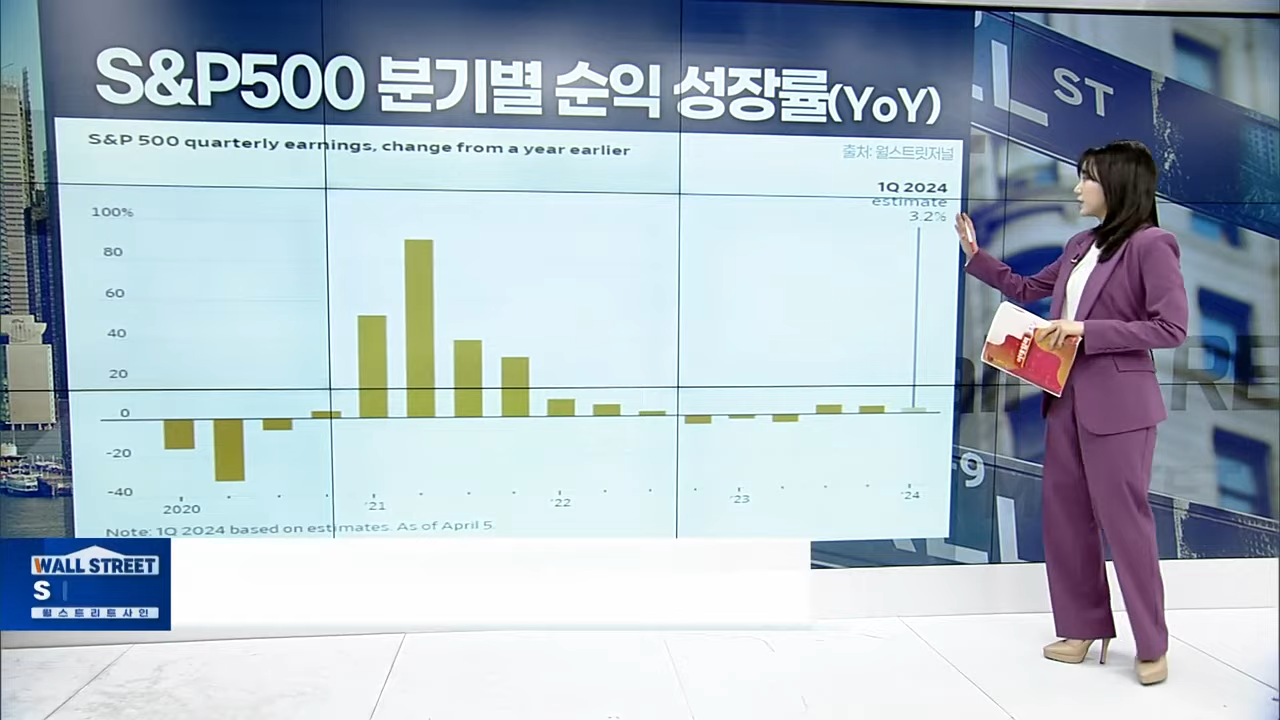 S&P500 분기별 순익 성장률(YoY)
S&P 500 quarterly earnings, change from a year earlier
출처: 월스트릿저널
1Q 2024
estimate
3.2%
100%
80
60
40
20
0
-20
-40
2020
'21
'22
'23
'24
Note: 1Q 2024 based on estimates. As of April 5.
WALL STREET
S
월스트리트사인
ST
-9
RE